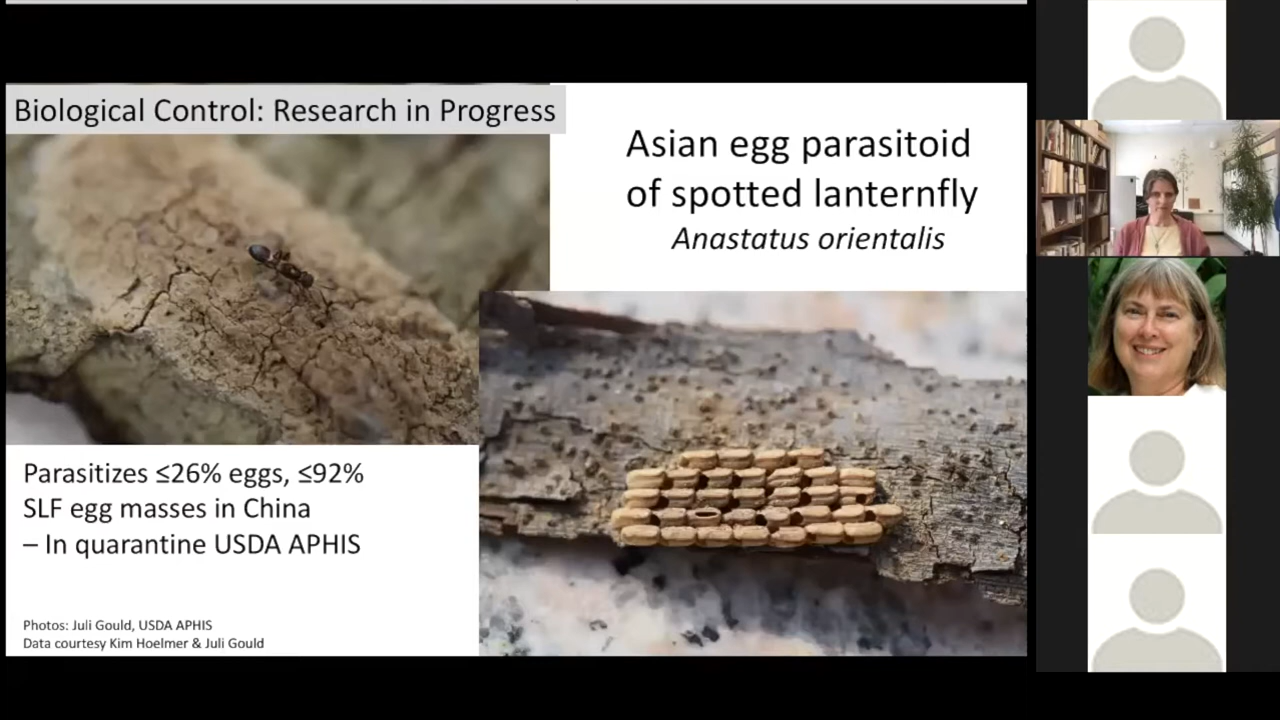 Biological Control: Research in Progress
Asian egg parasitoid
of spotted lanternfly
Anastatus orientalis
Parasitizes ≤26% eggs, ≤92%
SLF egg masses in China
– In quarantine USDA APHIS
Photos: Juli Gould, USDA APHIS
Data courtesy Kim Hoelmer & Juli Gould